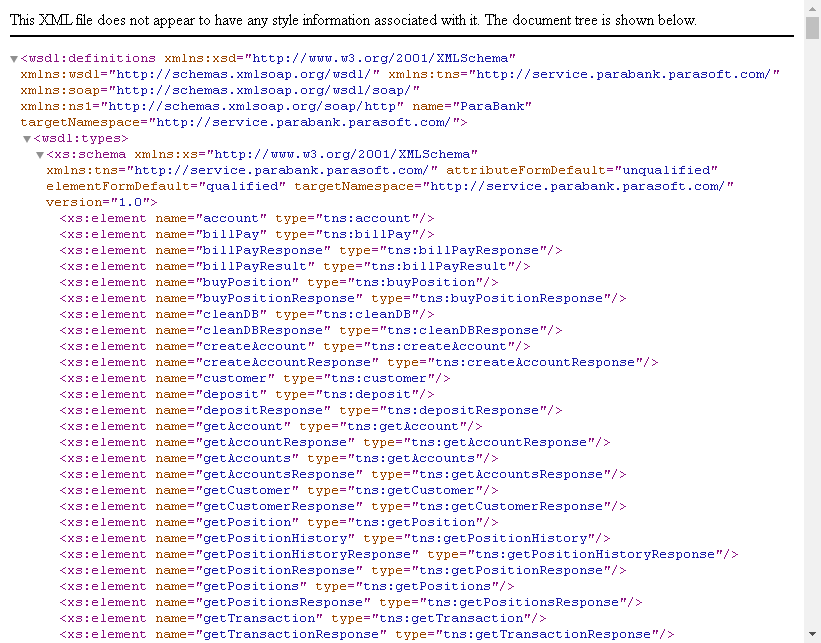 This XML file does not appear to have any style information associated with it. The document tree is shown below.
▼<wsdl:definitions xmlns:xsd="http://www.w3.org/2001/XMLSchema"
xmlns:wsdl="http://schemas.xmlsoap.org/wsdl/" xmlns:tns="http://service.parabank.parasoft.com/"
xmlns:soap="http://schemas.xmlsoap.org/wsdl/soap/"
xmlns:ns1="http://schemas.xmlsoap.org/soap/http" name="ParaBank"
targetNamespace="http://service.parabank.parasoft.com/">
▼<wsdl:types>
▼<xs:schema xmlns:xs="http://www.w3.org/2001/XMLSchema"
xmlns:tns="http://service.parabank.parasoft.com/" attributeFormDefault="unqualified"
elementFormDefault="qualified" targetNamespace="http://service.parabank.parasoft.com/"
version="1.0">
<xs:element name="account" type="tns:account"/>
<xs:element name="billPay" type="tns:billPay"/>
<xs:element name="billPayResponse" type="tns:billPayResponse"/>
<xs:element name="billPayResult" type="tns:billPayResult"/>
<xs:element name="buyPosition" type="tns:buyPosition"/>
<xs:element name="buyPositionResponse" type="tns:buyPositionResponse"/>
<xs:element name="cleanDB" type="tns:cleanDB"/>
<xs:element name="cleanDBResponse" type="tns:cleanDBResponse"/>
<xs:element name="createAccount" type="tns:createAccount"/>
<xs:element name="createAccountResponse" type="tns:createAccountResponse"/>
<xs:element name="customer" type="tns:customer"/>
<xs:element name="deposit" type="tns:deposit"/>
<xs:element name="depositResponse" type="tns:depositResponse"/>
<xs:element name="getAccount" type="tns:getAccount"/>
<xs:element name="getAccountResponse" type="tns:getAccountResponse"/>
<xs:element name="getAccounts" type="tns:getAccounts"/>
<xs:element name="getAccountsResponse" type="tns:getAccountsResponse"/>
<xs:element name="getCustomer" type="tns:getCustomer"/>
<xs:element name="getCustomerResponse" type="tns:getCustomerResponse"/>
<xs:element name="getPosition" type="tns:getPosition"/>
<xs:element name="getPositionHistory" type="tns:getPositionHistory"/>
<xs:element name="getPositionHistoryResponse" type="tns:getPositionHistoryResponse"/>
<xs:element name="getPositionResponse" type="tns:getPositionResponse"/>
<xs:element name="getPositions" type="tns:getPositions"/>
<xs:element name="getPositionsResponse" type="tns:getPositionsResponse"/>
<xs:element name="getTransaction" type="tns:getTransaction"/>
<xs:element name="getTransactionResponse" type="tns:getTransactionResponse"/>